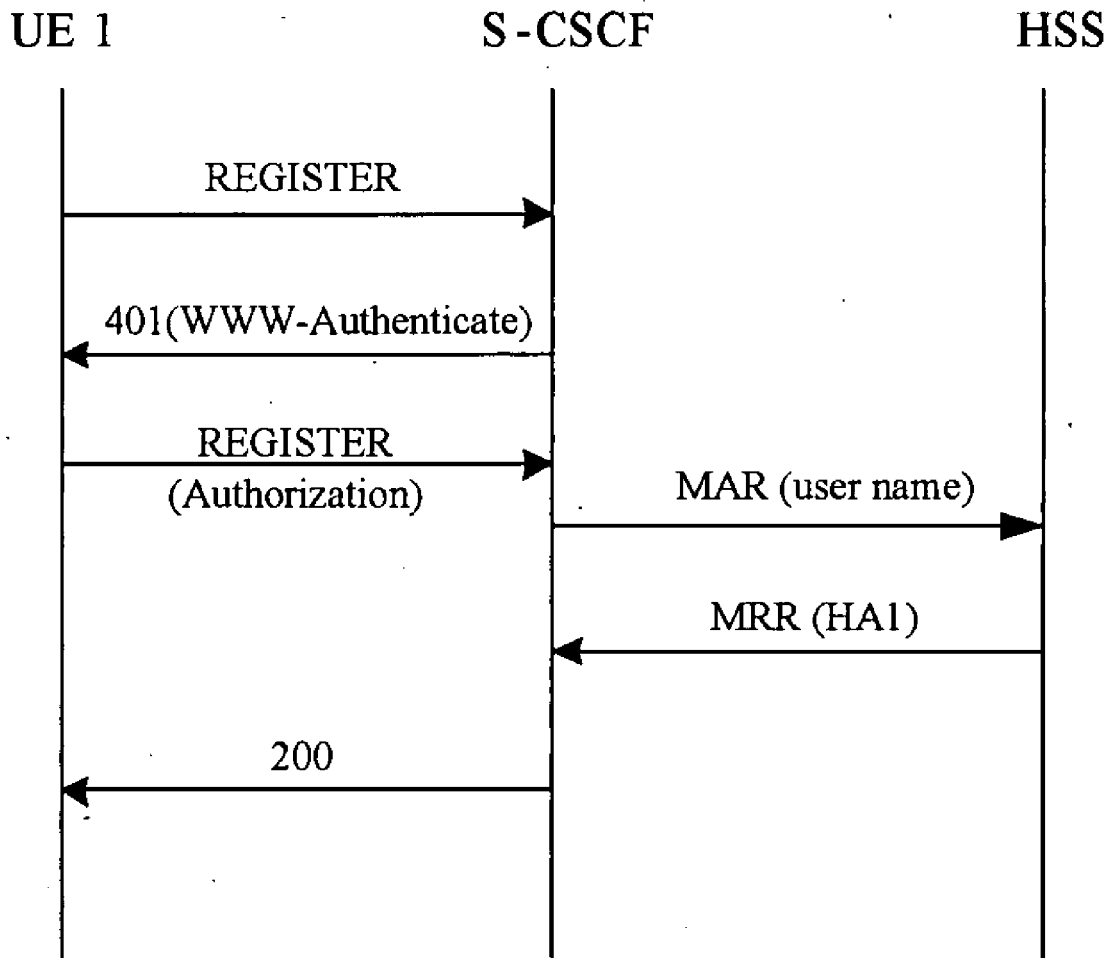 UE 1 S-CSCF HSS
REGISTER
401(WWW-Authenticate)
REGISTER
(Authorization)
MAR (user name)
MRR (HA1)
200